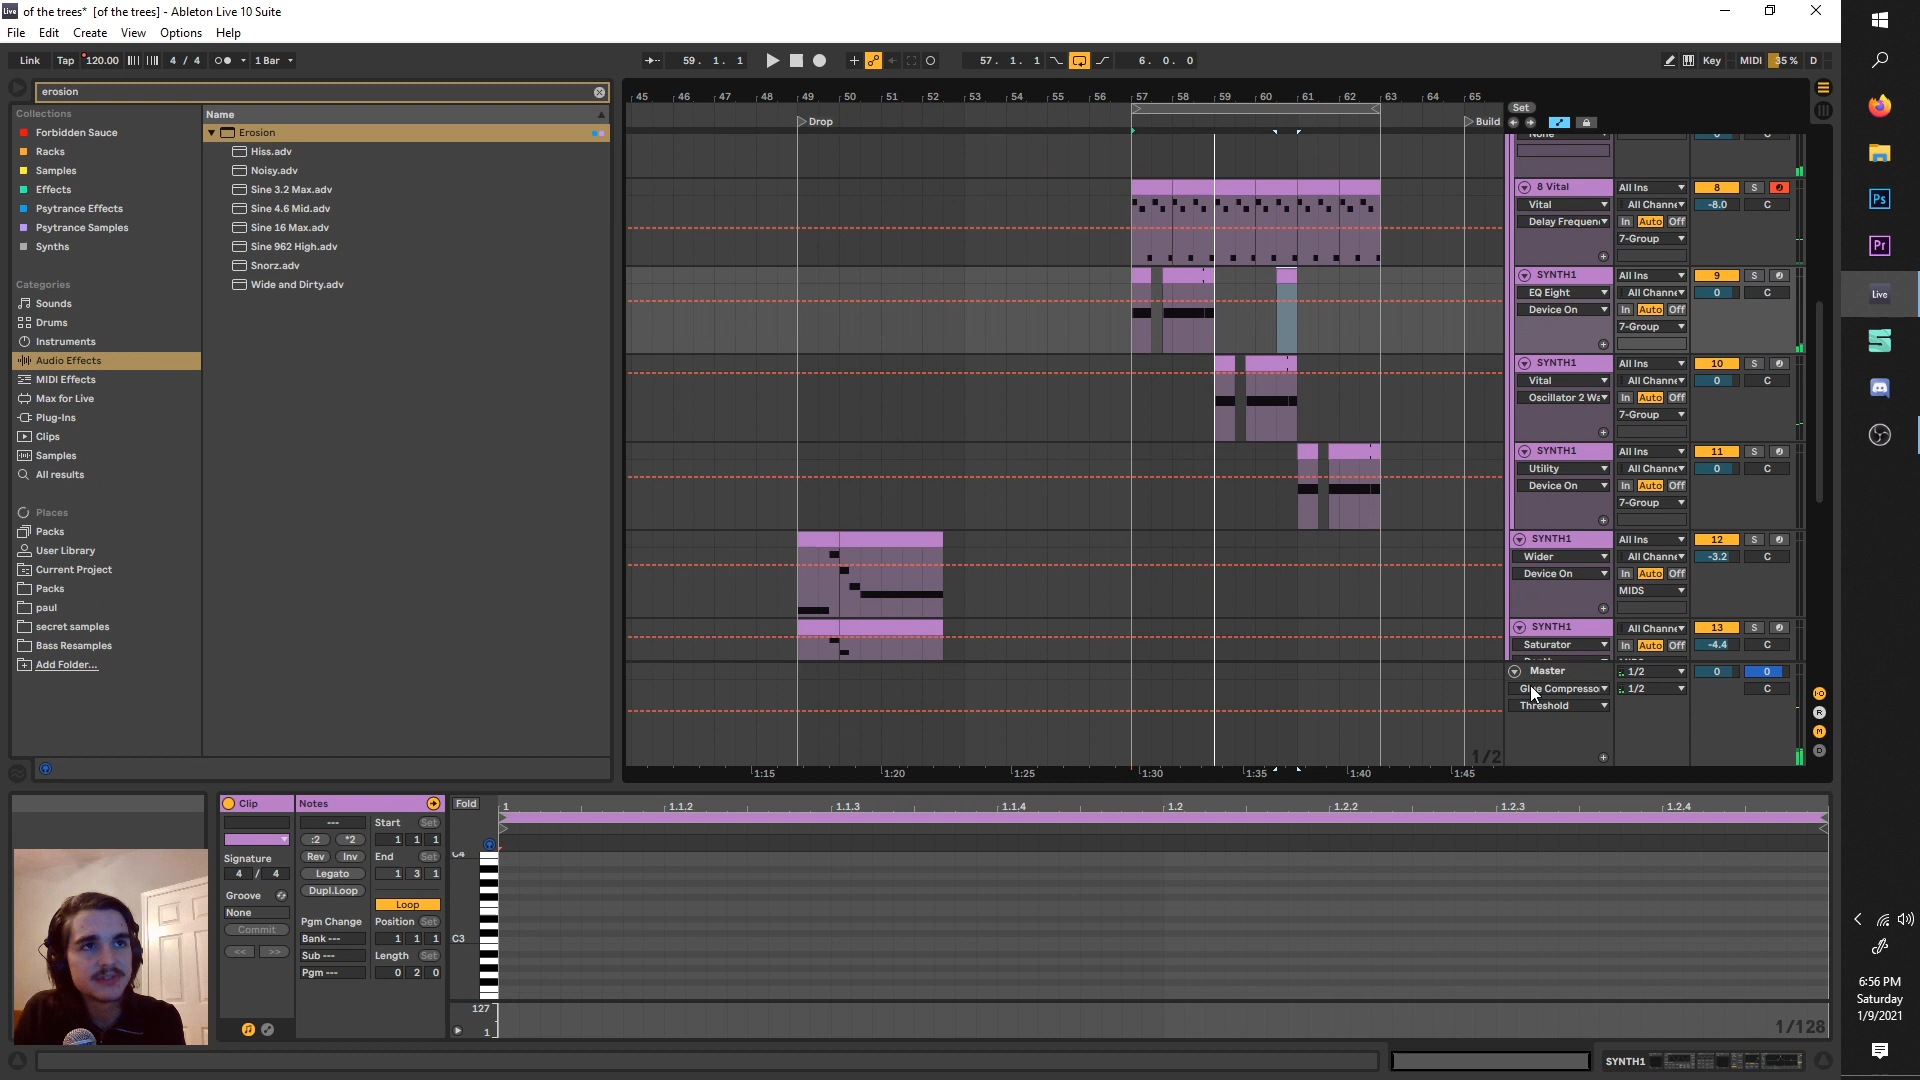 of the trees* [of the trees] - Ableton Live 10 Suite
File Edit Create View Options Help
Link Tap 120.00 4 / 4 1 Bar
59. 1. 1
57. 1. 1
6. 0. 0
Key MIDI 35 % D
erosion
Collections
Forbidden Sauce
Racks
Samples
Effects
Psytrance Effects
Psytrance Samples
Synths
Categories
Sounds
Drums
Instruments
Audio Effects
MIDI Effects
Max for Live
Plug-Ins
Clips
Samples
All results
Places
Packs
User Library
Current Project
Packs
paul
secret samples
Bass Resamples
Add Folder...
Name
Erosion
Hiss.adv
Noisy.adv
Sine 3.2 Max.adv
Sine 4.6 Mid.adv
Sine 16 Max.adv
Sine 962 High.adv
Snorz.adv
Wide and Dirty.adv
45 46 47 48 49 50 51 52 53 54 55 56 57 58 59 60 61 62 63 64 65
Drop
Build
Set
None
C
8 Vital All Ins 8 S
Vital All Channe -8.0 C
Delay Frequen In Auto Off
7-Group
SYNTH1 All Ins 9 S
EQ Eight All Channe 0 C
Device On In Auto Off
7-Group
SYNTH1 All Ins 10 S
Vital All Channe 0 C
Oscillator 2 We In Auto Off
7-Group
SYNTH1 All Ins 11 S
Utility All Channe 0 C
Device On In Auto Off
7-Group
SYNTH1 All Ins 12 S
Wider All Channe -3.2 C
Device On In Auto Off
MIDS
SYNTH1 All Channe 13 S
Saturator In Auto Off -4.4 C
Master 1/2 0 0
Glue Compressor 1/2 C
Threshold
1/2
1:15 1:20 1:25 1:30 1:35 1:40 1:45
Clip
Signature
4 / 4
Groove
None
Commit
<< >>
Notes
---
:2 *2
Rev Inv
Legato
Dupl.Loop
Pgm Change
Bank ---
Sub ---
Pgm ---
Start Set
1 1 1
End Set
1 3 1
Loop
Position Set
1 1 1
Length Set
0 2 0
Fold
1 1.1.2 1.1.3 1.1.4 1.2 1.2.2 1.2.3 1.2.4
C4
C3
127
1
1/128
SYNTH1
I·O
R
M
D
Ps
Pr
Live
6:56 PM
Saturday
1/9/2021